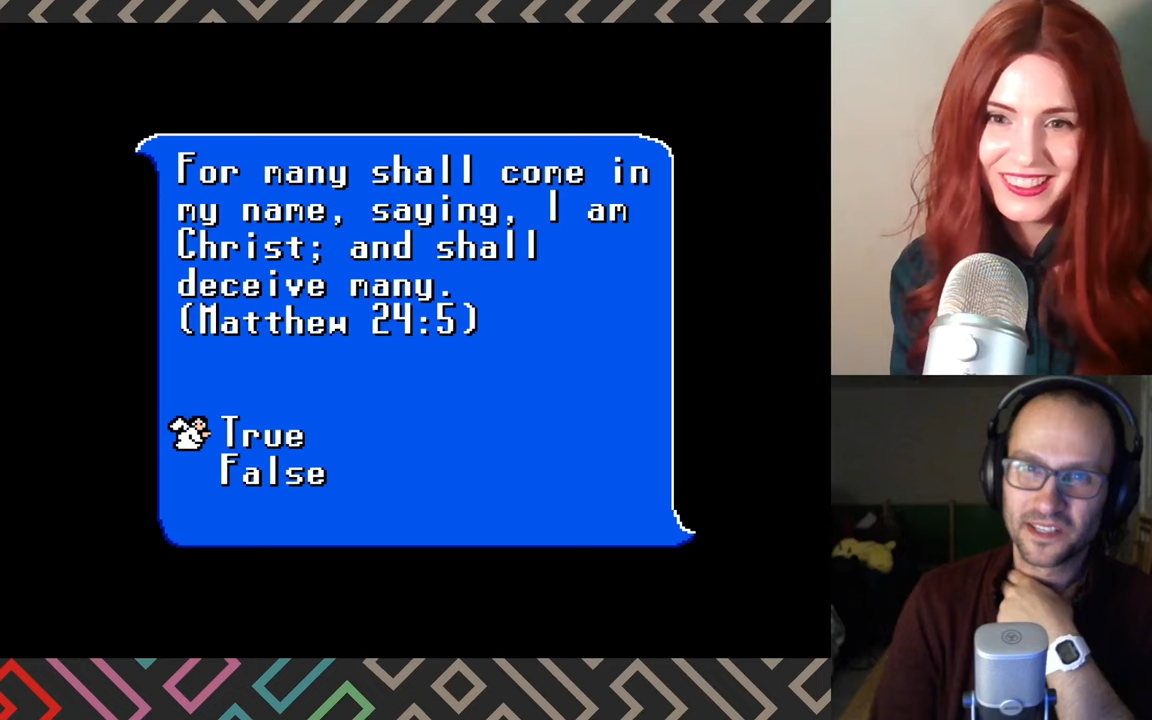 For many shall come in
my name, saying, I am
Christ; and shall
deceive many.
(Matthew 24:5)
True
False